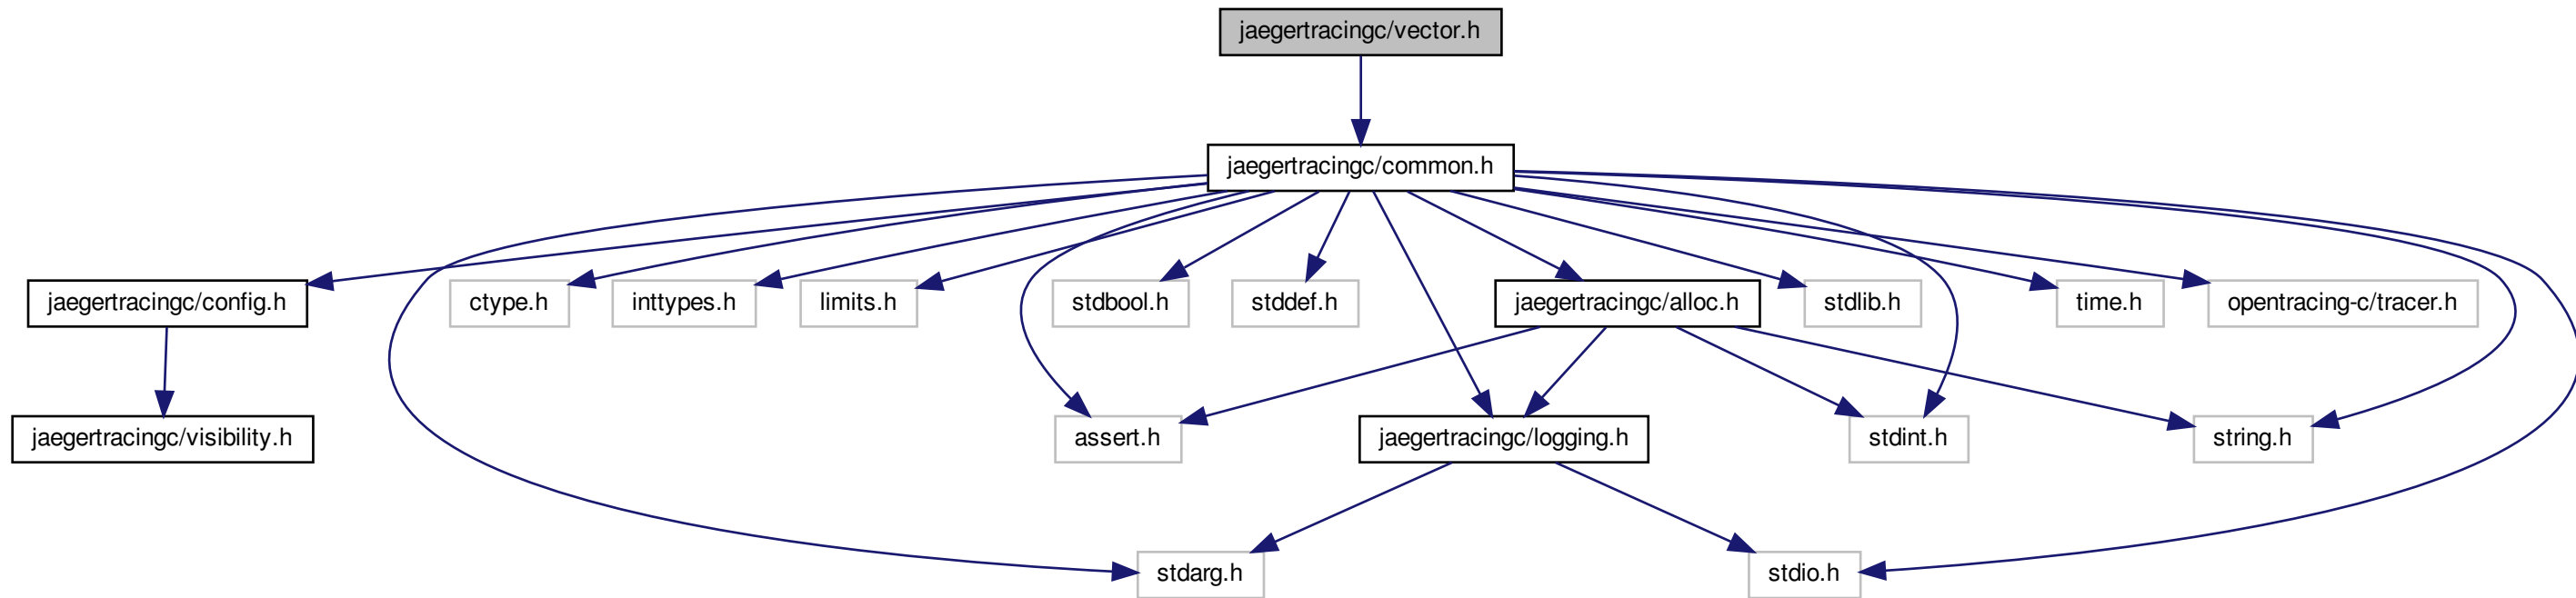 jaegertracingc/vector.h
jaegertracingc/common.h
jaegertracingc/config.h
ctype.h
inttypes.h
limits.h
stdbool.h
stddef.h
jaegertracingc/alloc.h
stdlib.h
time.h
opentracing-c/tracer.h
jaegertracingc/visibility.h
assert.h
jaegertracingc/logging.h
stdint.h
string.h
stdarg.h
stdio.h